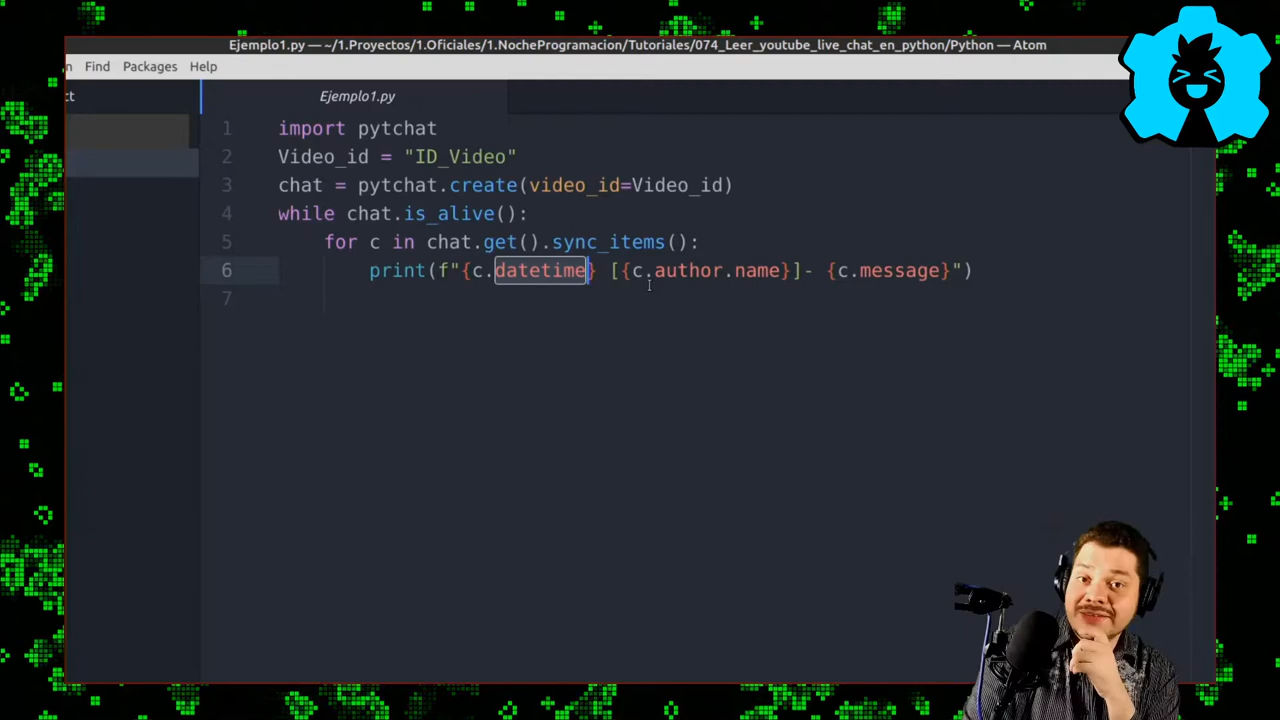 Ejemplo1.py — ~/1.Proyectos/1.Oficiales/1.NocheProgramacion/Tutoriales/074_Leer_youtube_live_chat_en_python/Python — Atom
n Find Packages Help
ct
Ejemplo1.py
1 import pytchat
2 Video_id = "ID_Video"
3 chat = pytchat.create(video_id=Video_id)
4 while chat.is_alive():
5 for c in chat.get().sync_items():
6 print(f"{c.datetime} [{c.author.name}]- {c.message}")
7